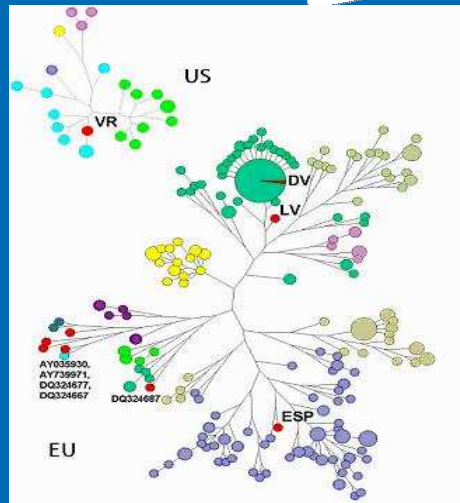 US
VR
DV
LV
AY035930,
AY739971,
DQ324677,
DQ324667
DQ324687
ESP
EU